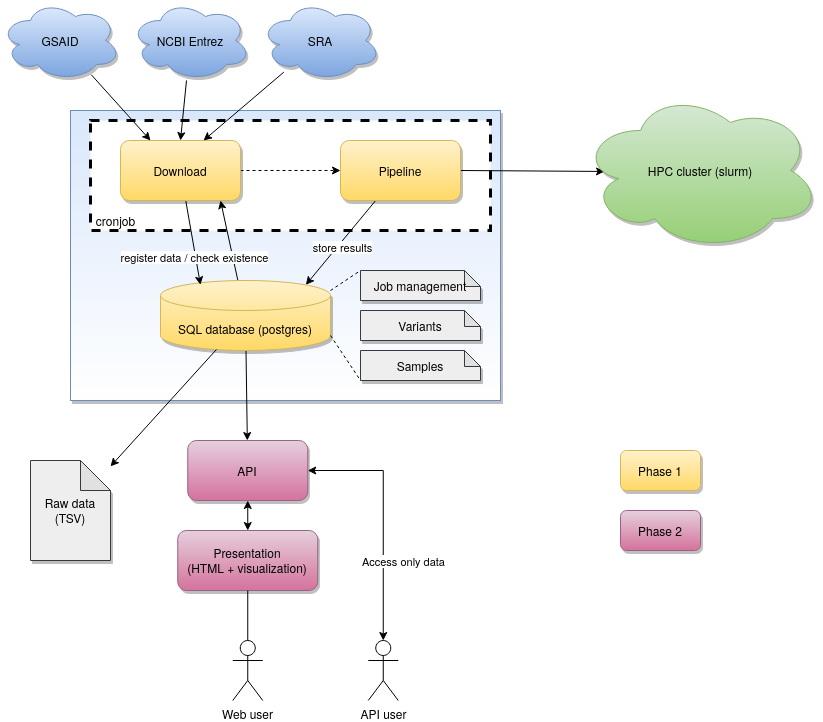 GSAID
NCBI Entrez
SRA
Download
Pipeline
HPC cluster (slurm)
cronjob
register data / check existence
store results
Job management
SQL database (postgres)
Variants
Samples
API
Phase 1
Raw data
(TSV)
Phase 2
Presentation
(HTML + visualization)
Access only data
Web user
API user